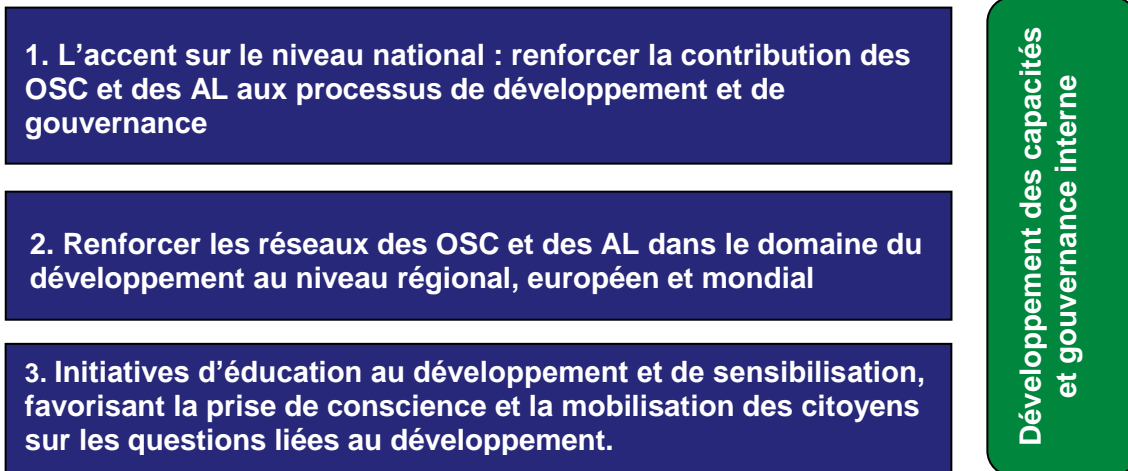 1. L’accent sur le niveau national : renforcer la contribution des
OSC et des AL aux processus de développement et de
gouvernance
2. Renforcer les réseaux des OSC et des AL dans le domaine du
développement au niveau régional, européen et mondial
3. Initiatives d’éducation au développement et de sensibilisation,
favorisant la prise de conscience et la mobilisation des citoyens
sur les questions liées au développement.
Développement des capacités
et gouvernance interne